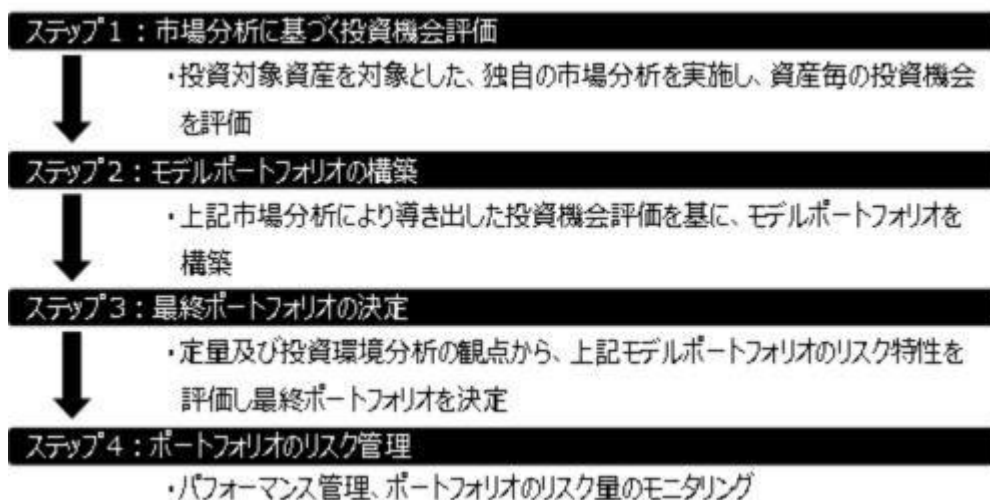 ステップ1：市場分析に基づく投資機会評価
・投資対象資産を対象とした、独自の市場分析を実施し、資産毎の投資機会
を評価
ステップ2：モデルポートフォリオの構築
・上記市場分析により導き出した投資機会評価を基に、モデルポートフォリオを
構築
ステップ3：最終ポートフォリオの決定
・定量及び投資環境分析の観点から、上記モデルポートフォリオのリスク特性を
評価し最終ポートフォリオを決定
ステップ4：ポートフォリオのリスク管理
・パフォーマンス管理、ポートフォリオのリスク量のモニタリング